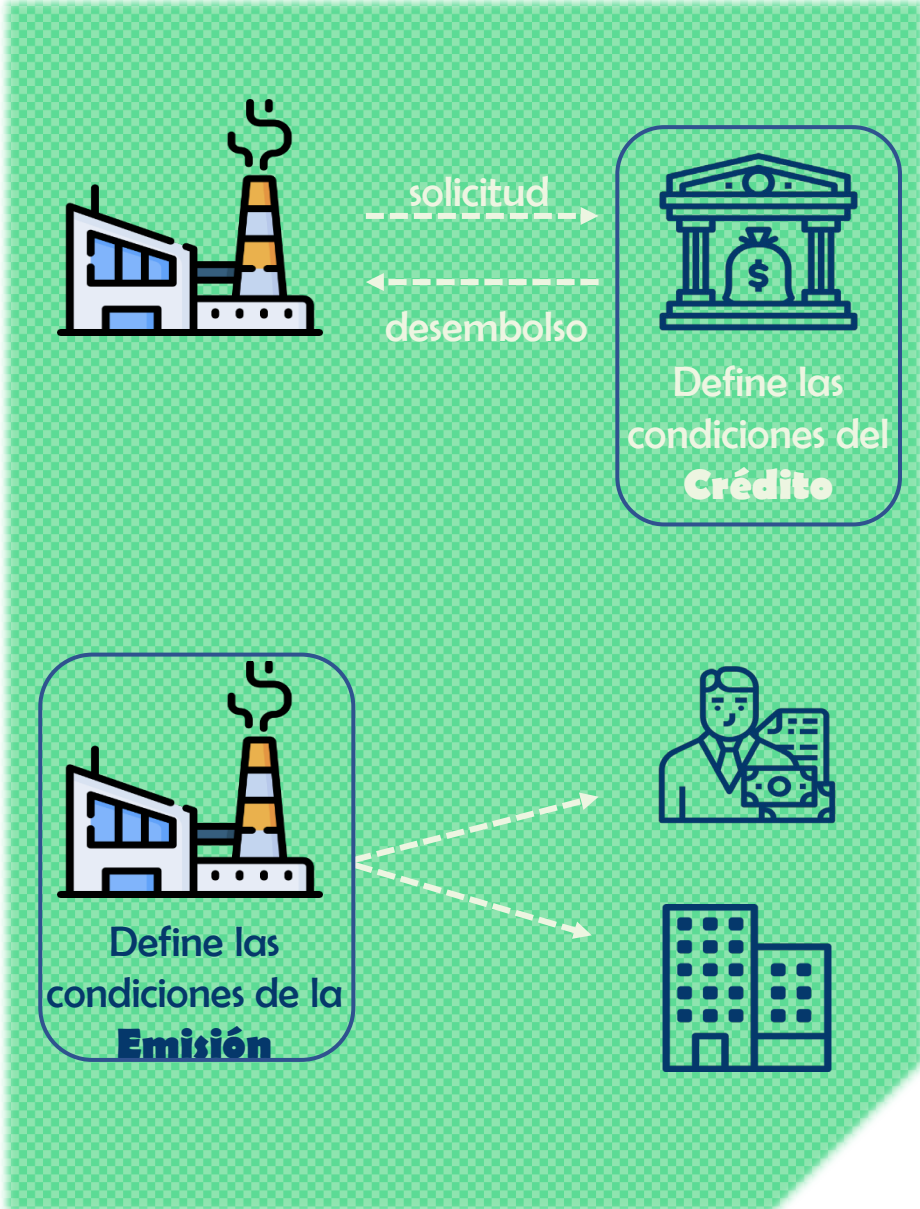 solicitud
desembolso
$
Define las
condiciones del
Crédito
Define las
condiciones de la
Emisión